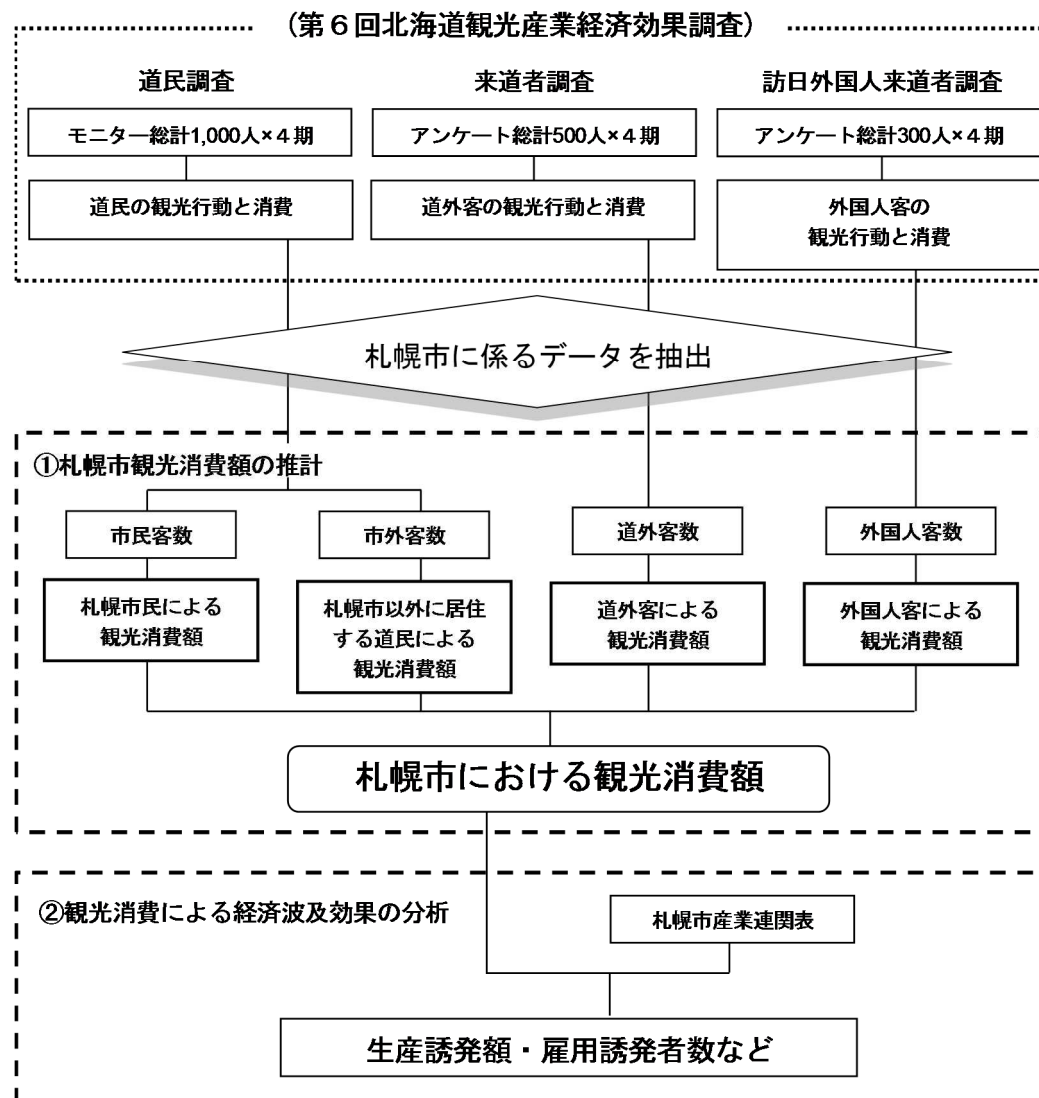 （第６回北海道観光産業経済効果調査）
道民調査
来道者調査
訪日外国人来道者調査
モニター総計1,000人×４期
アンケート総計500人×４期
アンケート総計300人×４期
道民の観光行動と消費
道外客の観光行動と消費
外国人客の
観光行動と消費
札幌市に係るデータを抽出
①札幌市観光消費額の推計
市民客数
市外客数
道外客数
外国人客数
札幌市民による
観光消費額
札幌市以外に居住
する道民による
観光消費額
道外客による
観光消費額
外国人客による
観光消費額
札幌市における観光消費額
②観光消費による経済波及効果の分析
札幌市産業連関表
生産誘発額・雇用誘発者数など